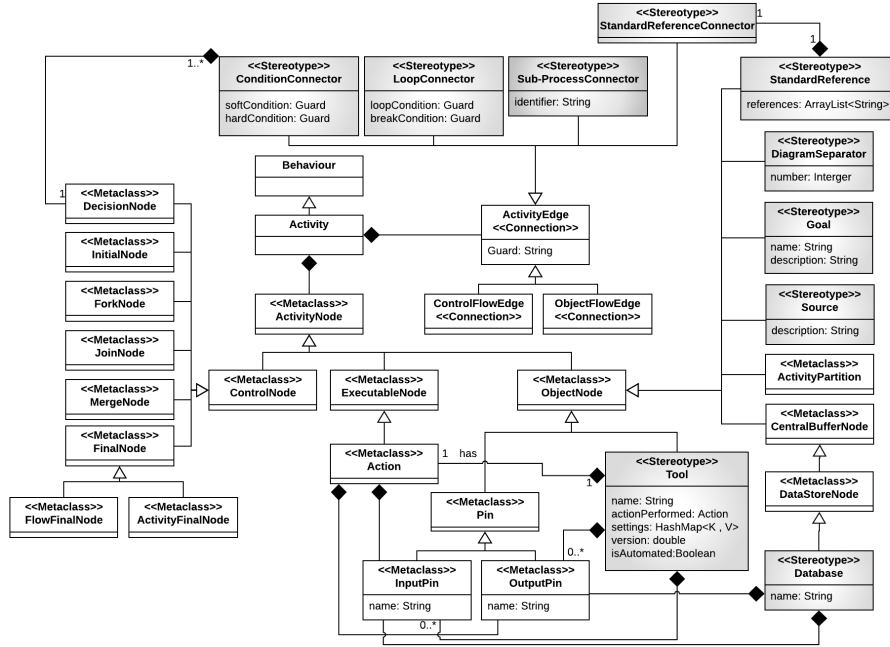 <<Stereotype>>
StandardReferenceConnector
1
1
1..*
<<Stereotype>>
ConditionConnector
softCondition: Guard
hardCondition: Guard
<<Stereotype>>
LoopConnector
loopCondition: Guard
breakCondition: Guard
<<Stereotype>>
Sub-ProcessConnector
identifier: String
<<Stereotype>>
StandardReference
references: ArrayList<String>
<<Stereotype>>
DiagramSeparator
number: Interger
<<Stereotype>>
Goal
name: String
description: String
<<Stereotype>>
Source
description: String
<<Metaclass>>
ActivityPartition
<<Metaclass>>
CentralBufferNode
<<Metaclass>>
DataStoreNode
<<Stereotype>>
Database
name: String
Behaviour
Activity
<<Metaclass>>
ActivityNode
ActivityEdge
<<Connection>>
Guard: String
ControlFlowEdge
<<Connection>>
ObjectFlowEdge
<<Connection>>
1
<<Metaclass>>
DecisionNode
<<Metaclass>>
InitialNode
<<Metaclass>>
ForkNode
<<Metaclass>>
JoinNode
<<Metaclass>>
MergeNode
<<Metaclass>>
FinalNode
<<Metaclass>>
FlowFinalNode
<<Metaclass>>
ActivityFinalNode
<<Metaclass>>
ControlNode
<<Metaclass>>
ExecutableNode
<<Metaclass>>
ObjectNode
<<Metaclass>>
Action
1 has
1
<<Stereotype>>
Tool
name: String
actionPerformed: Action
settings: HashMap<K , V>
version: double
isAutomated:Boolean
<<Metaclass>>
Pin
0..*
<<Metaclass>>
InputPin
name: String
<<Metaclass>>
OutputPin
name: String
0..*